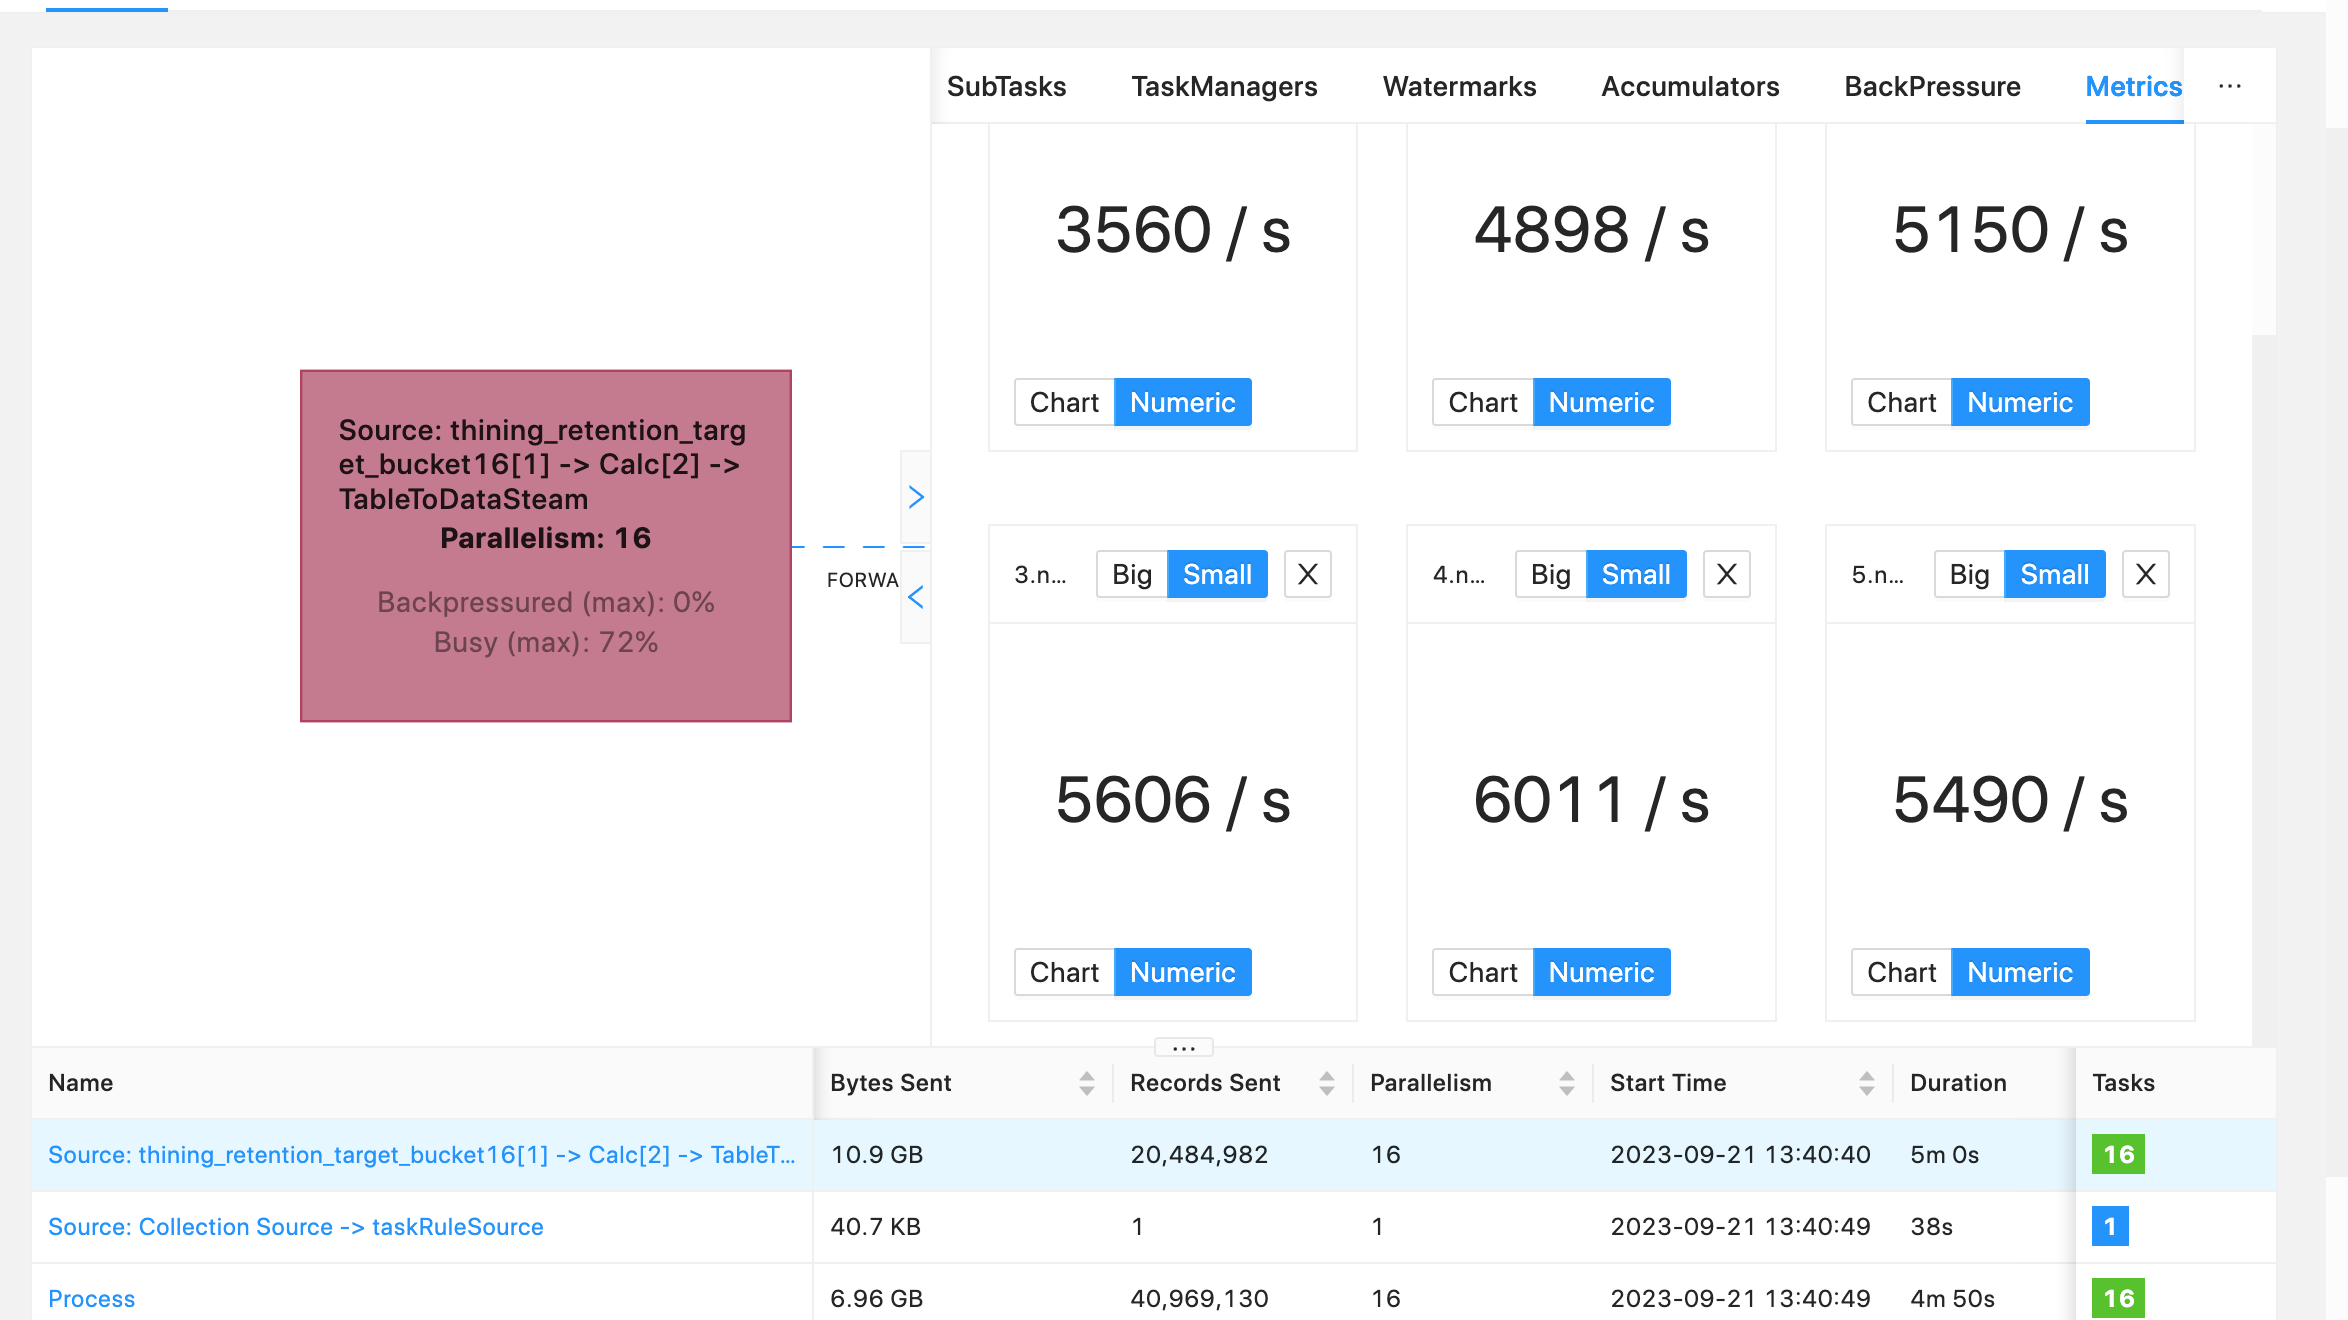 SubTasks TaskManagers Watermarks Accumulators BackPressure Metrics ...
3560 / s 4898 / s 5150 / s
Chart Numeric Chart Numeric Chart Numeric
Source: thining_retention_targ
et_bucket16[1] -> Calc[2] ->
TableToDataSteam
Parallelism: 16
Backpressured (max): 0%
Busy (max): 72%
FORWA
3.n... Big Small X 4.n... Big Small X 5.n... Big Small X
5606 / s 6011 / s 5490 / s
Chart Numeric Chart Numeric Chart Numeric
...
Name Bytes Sent Records Sent Parallelism Start Time Duration Tasks
Source: thining_retention_target_bucket16[1] -> Calc[2] -> TableT... 10.9 GB 20,484,982 16 2023-09-21 13:40:40 5m 0s 16
Source: Collection Source -> taskRuleSource 40.7 KB 1 1 2023-09-21 13:40:49 38s 1
Process 6.96 GB 40,969,130 16 2023-09-21 13:40:49 4m 50s 16